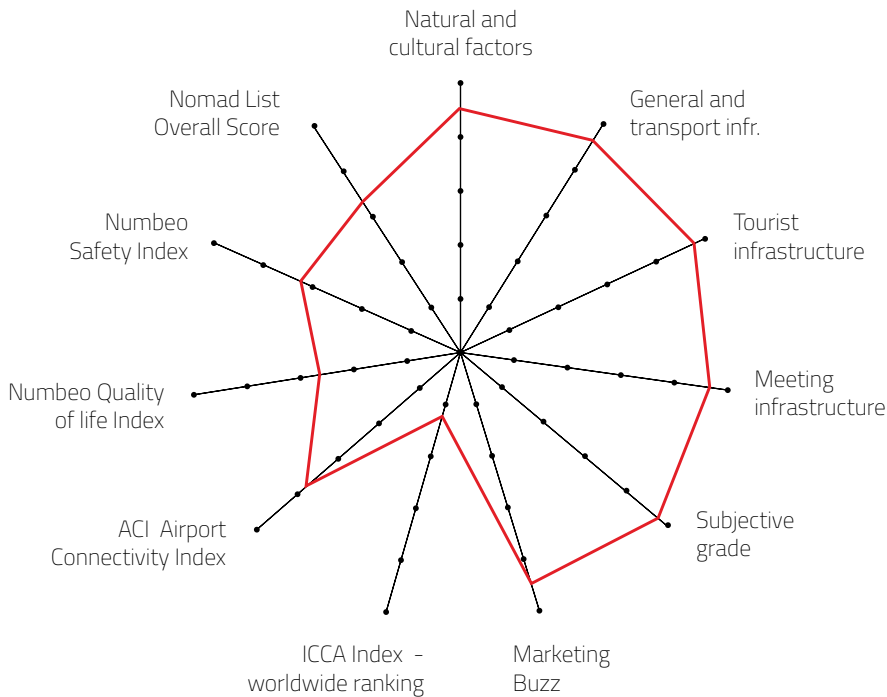 Natural and
cultural factors
General and
transport infr.
Tourist
infrastructure
Meeting
infrastructure
Subjective
grade
Marketing
Buzz
ICCA Index -
worldwide ranking
ACI Airport
Connectivity Index
Numbeo Quality
of life Index
Numbeo
Safety Index
Nomad List
Overall Score